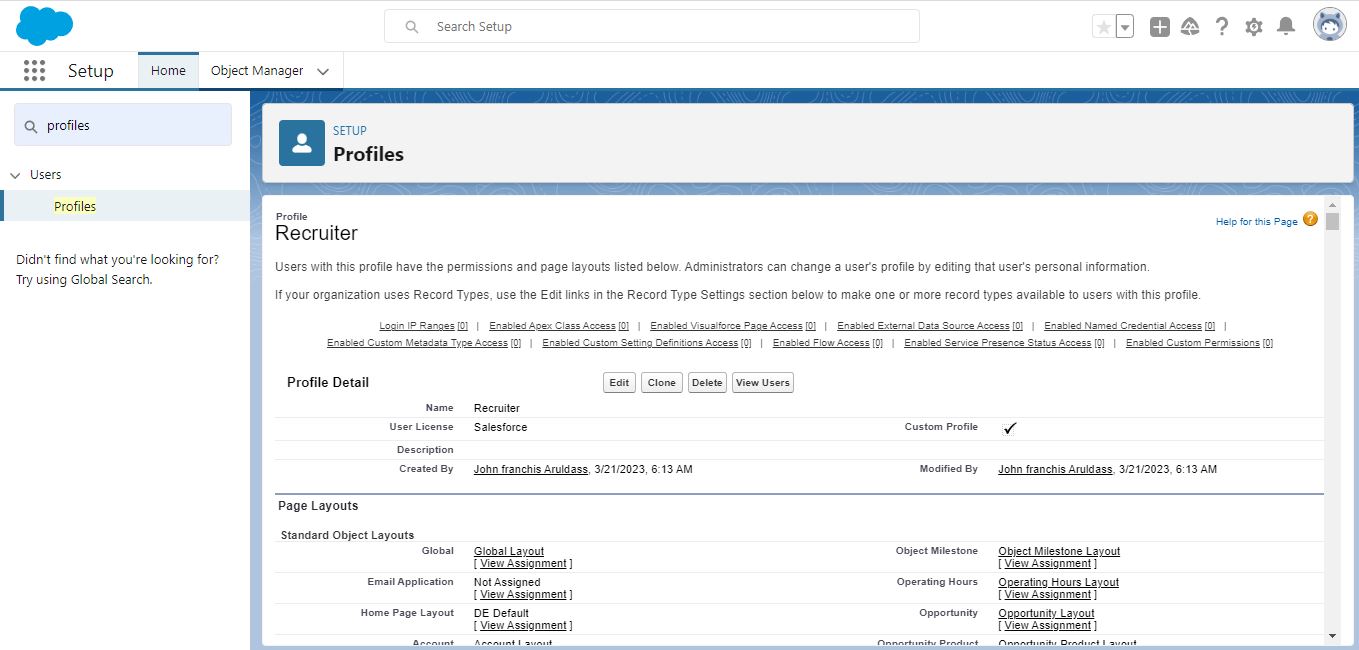 Search Setup
Setup
Home
Object Manager
profiles
Users
Profiles
Didn't find what you're looking for?
Try using Global Search.
SETUP
Profiles
Profile
Recruiter
Help for this Page ?
Users with this profile have the permissions and page layouts listed below. Administrators can change a user's profile by editing that user's personal information.
If your organization uses Record Types, use the Edit links in the Record Type Settings section below to make one or more record types available to users with this profile.
Login IP Ranges [0] | Enabled Apex Class Access [0] | Enabled Visualforce Page Access [0] | Enabled External Data Source Access [0] | Enabled Named Credential Access [0] |
Enabled Custom Metadata Type Access [0] | Enabled Custom Setting Definitions Access [0] | Enabled Flow Access [0] | Enabled Service Presence Status Access [0] | Enabled Custom Permissions [0]
Profile Detail Edit Clone Delete View Users
Name Recruiter
User License Salesforce Custom Profile ✓
Description
Created By John franchis Aruldass, 3/21/2023, 6:13 AM Modified By John franchis Aruldass, 3/21/2023, 6:13 AM
Page Layouts
Standard Object Layouts
Global Global Layout Object Milestone Object Milestone Layout
[ View Assignment ] [ View Assignment ]
Email Application Not Assigned Operating Hours Operating Hours Layout
[ View Assignment ] [ View Assignment ]
Home Page Layout DE Default Opportunity Opportunity Layout
[ View Assignment ] [ View Assignment ]
Account Account Layout Opportunity Product Opportunity Product Layout